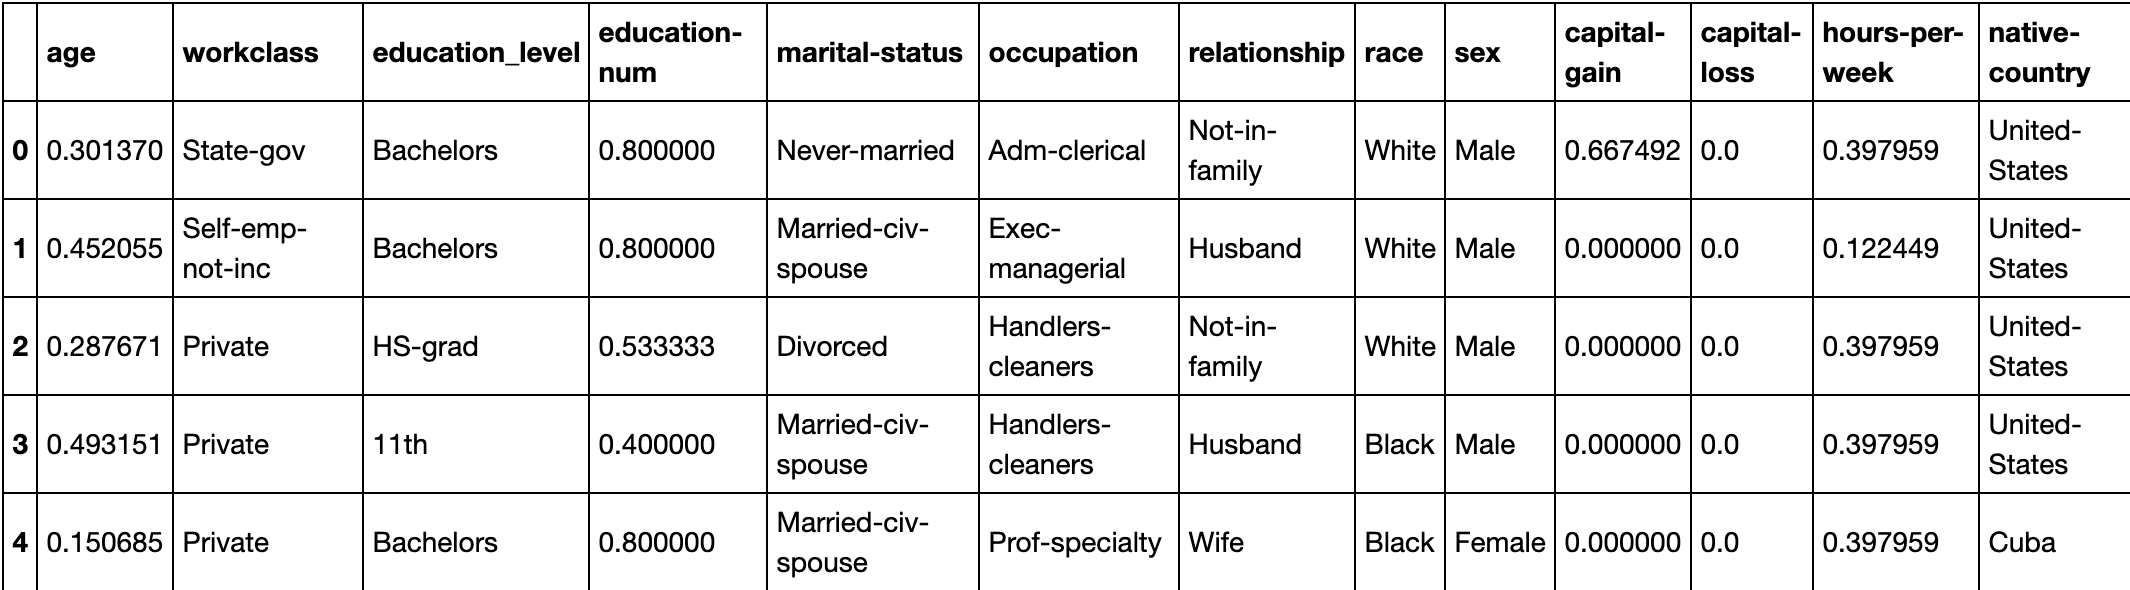 age workclass education_level education-num marital-status occupation relationship race sex capital-gain capital-loss hours-per-week native-country
0 0.301370 State-gov Bachelors 0.800000 Never-married Adm-clerical Not-in-family White Male 0.667492 0.0 0.397959 United-States
1 0.452055 Self-emp-not-inc Bachelors 0.800000 Married-civ-spouse Exec-managerial Husband White Male 0.000000 0.0 0.122449 United-States
2 0.287671 Private HS-grad 0.533333 Divorced Handlers-cleaners Not-in-family White Male 0.000000 0.0 0.397959 United-States
3 0.493151 Private 11th 0.400000 Married-civ-spouse Handlers-cleaners Husband Black Male 0.000000 0.0 0.397959 United-States
4 0.150685 Private Bachelors 0.800000 Married-civ-spouse Prof-specialty Wife Black Female 0.000000 0.0 0.397959 Cuba